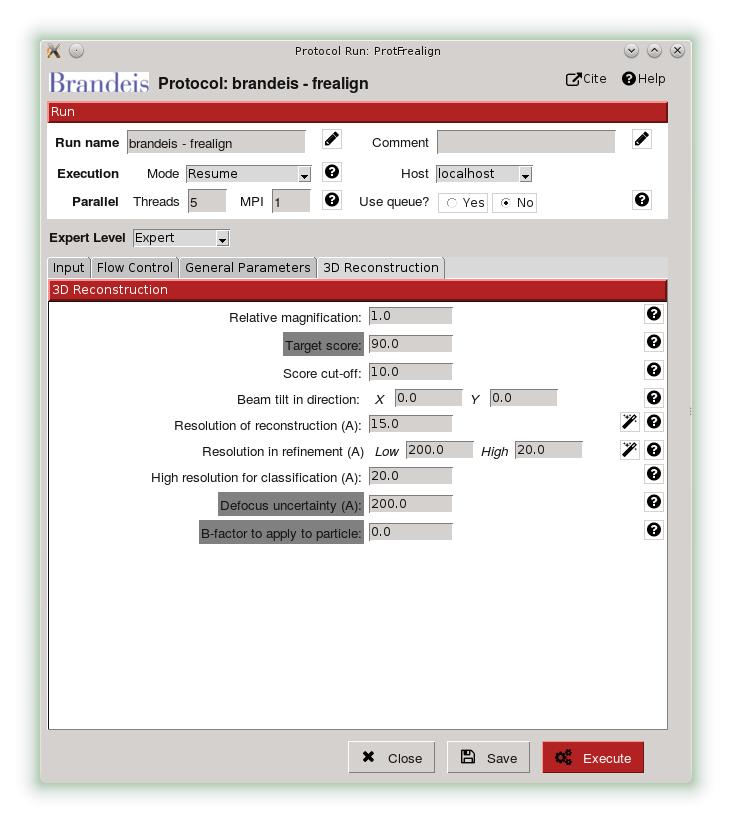 Protocol Run: ProtFrealign
Brandeis Protocol: brandeis - frealign Cite Help
Run
Run name brandeis - frealign Comment
Execution Mode Resume Host localhost
Parallel Threads 5 MPI 1 Use queue? Yes No
Expert Level Expert
Input Flow Control General Parameters 3D Reconstruction
3D Reconstruction
Relative magnification: 1.0
Target score: 90.0
Score cut-off: 10.0
Beam tilt in direction: X 0.0 Y 0.0
Resolution of reconstruction (A): 15.0
Resolution in refinement (A) Low 200.0 High 20.0
High resolution for classification (A): 20.0
Defocus uncertainty (A): 200.0
B-factor to apply to particle: 0.0
Close Save Execute